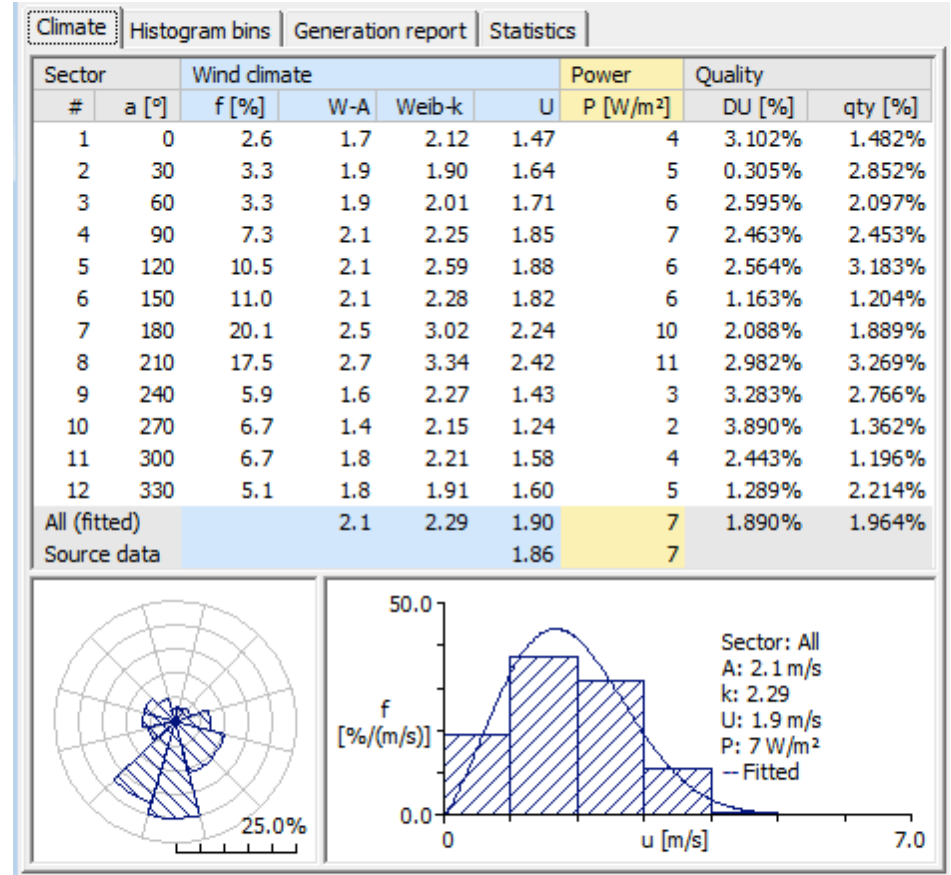 Climate Histogram bins Generation report Statistics
Sector Wind climate Power Quality
# a [°] f [%] W-A Weib-k U P [W/m²] DU [%] qty [%]
1 0 2.6 1.7 2.12 1.47 4 3.102% 1.482%
2 30 3.3 1.9 1.90 1.64 5 0.305% 2.852%
3 60 3.3 1.9 2.01 1.71 6 2.595% 2.097%
4 90 7.3 2.1 2.25 1.85 7 2.463% 2.453%
5 120 10.5 2.1 2.59 1.88 6 2.564% 3.183%
6 150 11.0 2.1 2.28 1.82 6 1.163% 1.204%
7 180 20.1 2.5 3.02 2.24 10 2.088% 1.889%
8 210 17.5 2.7 3.34 2.42 11 2.982% 3.269%
9 240 5.9 1.6 2.27 1.43 3 3.283% 2.766%
10 270 6.7 1.4 2.15 1.24 2 3.890% 1.362%
11 300 6.7 1.8 2.21 1.58 4 2.443% 1.196%
12 330 5.1 1.8 1.91 1.60 5 1.289% 2.214%
All (fitted) 2.1 2.29 1.90 7 1.890% 1.964%
Source data 1.86 7
25.0%
50.0
f
[%/(m/s)]
0.0
0 u [m/s] 7.0
Sector: All
A: 2.1 m/s
k: 2.29
U: 1.9 m/s
P: 7 W/m²
-- Fitted